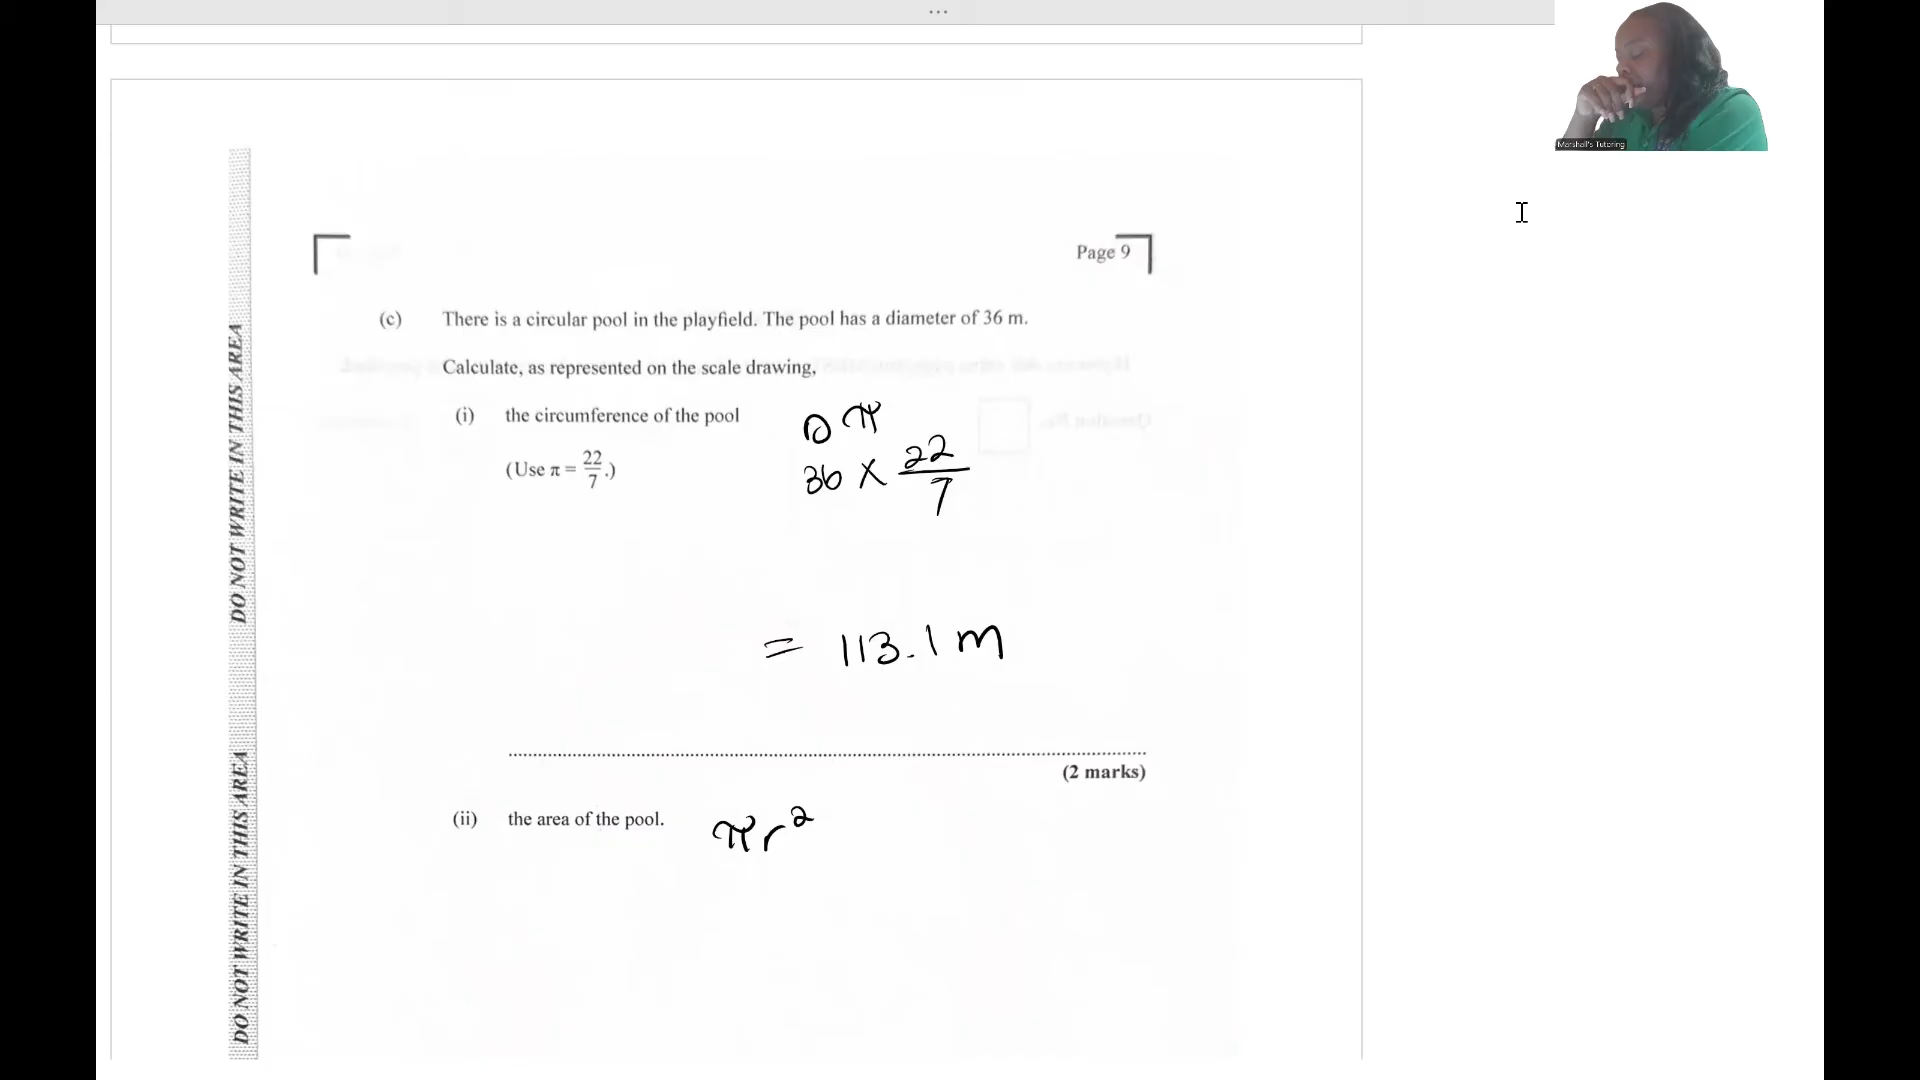 ...
Marshall's Tutoring
Page 9
(c) There is a circular pool in the playfield. The pool has a diameter of 36 m.
Calculate, as represented on the scale drawing,
(i) the circumference of the pool
D π
(Use π = 22/7.)
36 × 22/7
= 113.1 m
(2 marks)
(ii) the area of the pool.
πr²
DO NOT WRITE IN THIS AREA
DO NOT WRITE IN THIS AREA